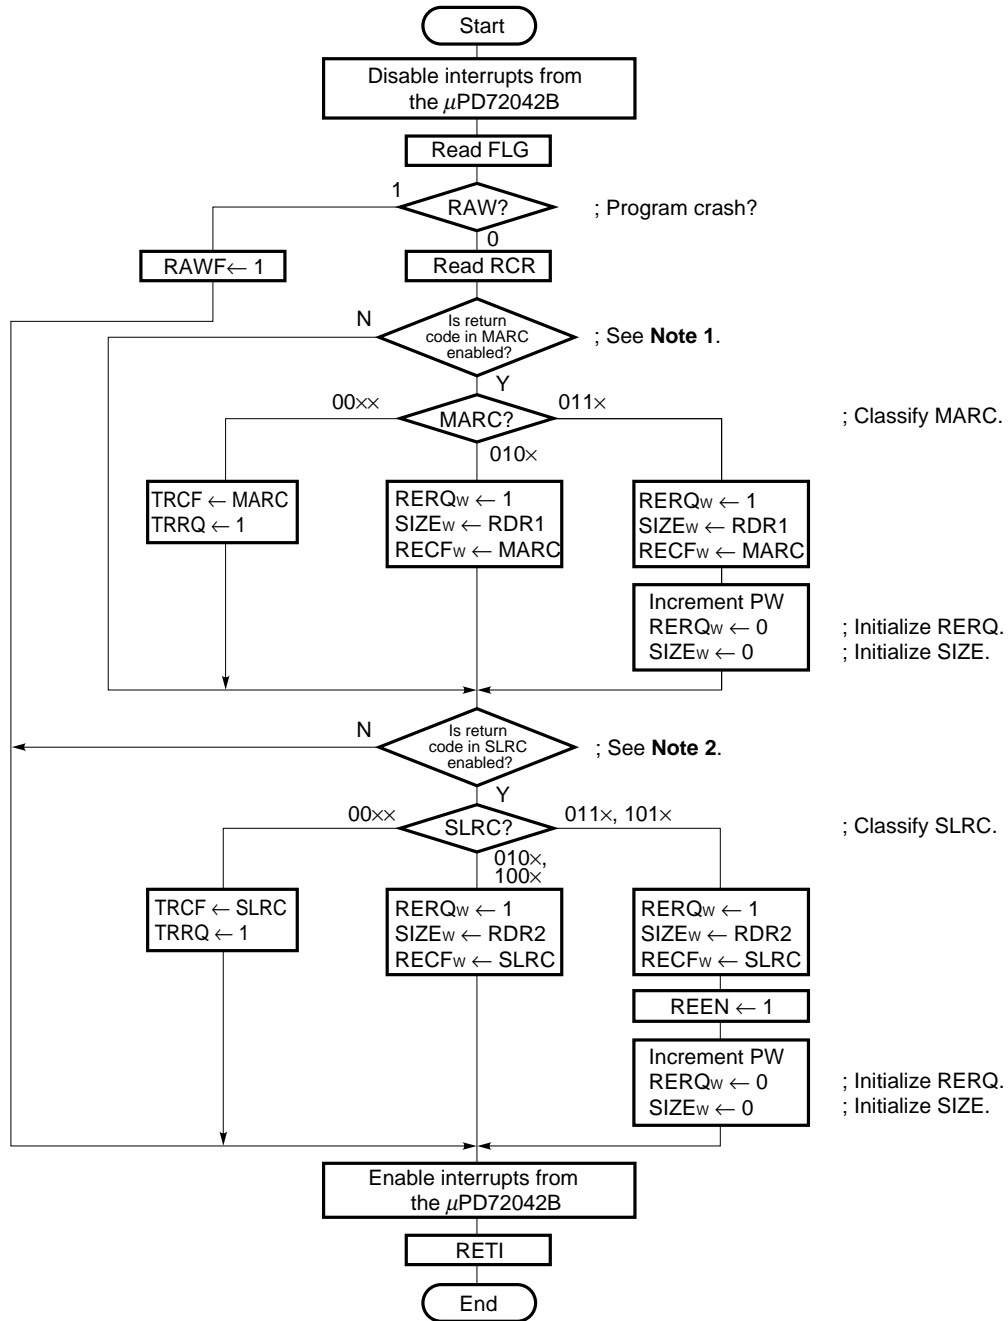 Start
Disable interrupts from
the μPD72042B
Read FLG
1
RAW?
; Program crash?
0
RAWF← 1
Read RCR
N
Is return
code in MARC
enabled?
; See Note 1.
Y
00××
MARC?
011×
; Classify MARC.
010×
TRCF ← MARC
TRRQ ← 1
RERQW ← 1
SIZEW ← RDR1
RECFW ← MARC
RERQW ← 1
SIZEW ← RDR1
RECFW ← MARC
Increment PW
RERQW ← 0
; Initialize RERQ.
SIZEW ← 0
; Initialize SIZE.
N
Is return
code in SLRC
enabled?
; See Note 2.
Y
00××
SLRC?
011×, 101×
; Classify SLRC.
010×,
100×
TRCF ← SLRC
TRRQ ← 1
RERQW ← 1
SIZEW ← RDR2
RECFW ← SLRC
RERQW ← 1
SIZEW ← RDR2
RECFW ← SLRC
REEN ← 1
Increment PW
RERQW ← 0
; Initialize RERQ.
SIZEW ← 0
; Initialize SIZE.
Enable interrupts from
the μPD72042B
RETI
End